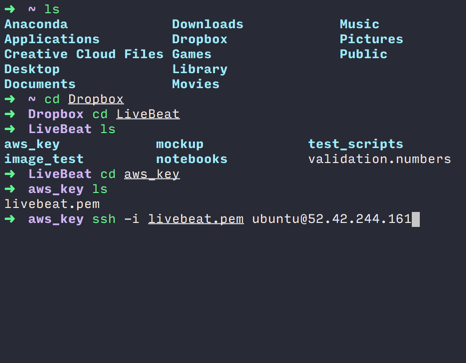 ➜ ~ ls
Anaconda Downloads Music
Applications Dropbox Pictures
Creative Cloud Files Games Public
Desktop Library
Documents Movies
➜ ~ cd Dropbox
➜ Dropbox cd LiveBeat
➜ LiveBeat ls
aws_key mockup test_scripts
image_test notebooks validation.numbers
➜ LiveBeat cd aws_key
➜ aws_key ls
livebeat.pem
➜ aws_key ssh -i livebeat.pem ubuntu@52.42.244.161